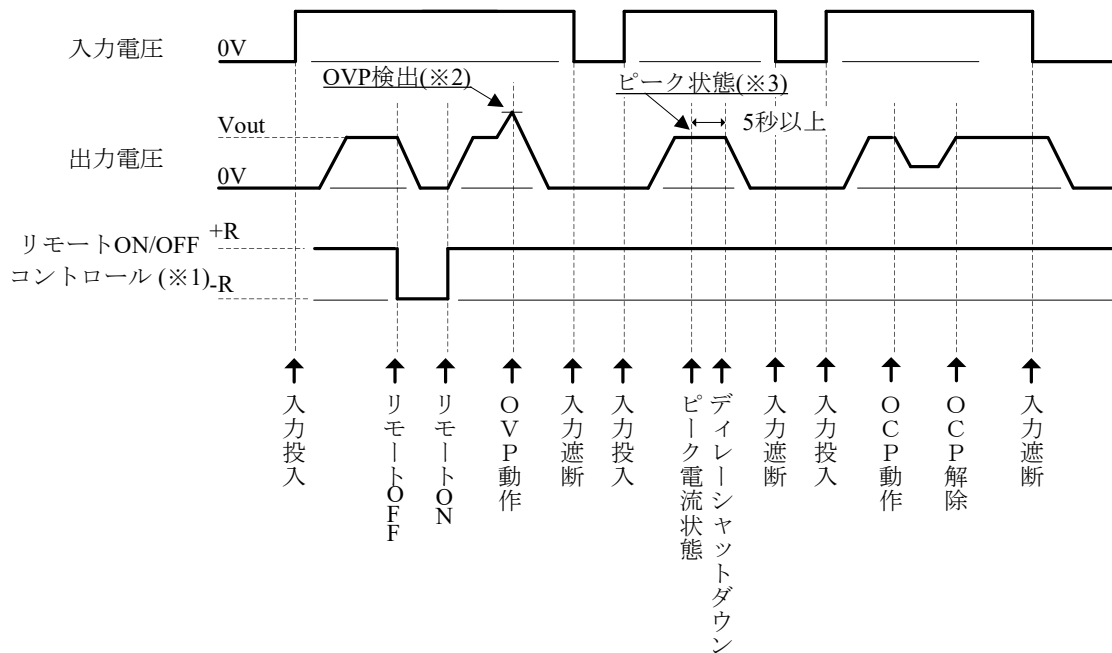 入力電圧
0V
OVP検出(※2)
ピーク状態(※3)
5秒以上
Vout
出力電圧
0V
リモートON/OFF
コントロール (※1)
+R
-R
入力投入
リモートOFF
リモートON
OVP動作
入力遮断
入力投入
ピーク電流状態
ディレーシャットダウン
入力遮断
入力投入
OCP動作
OCP解除
入力遮断